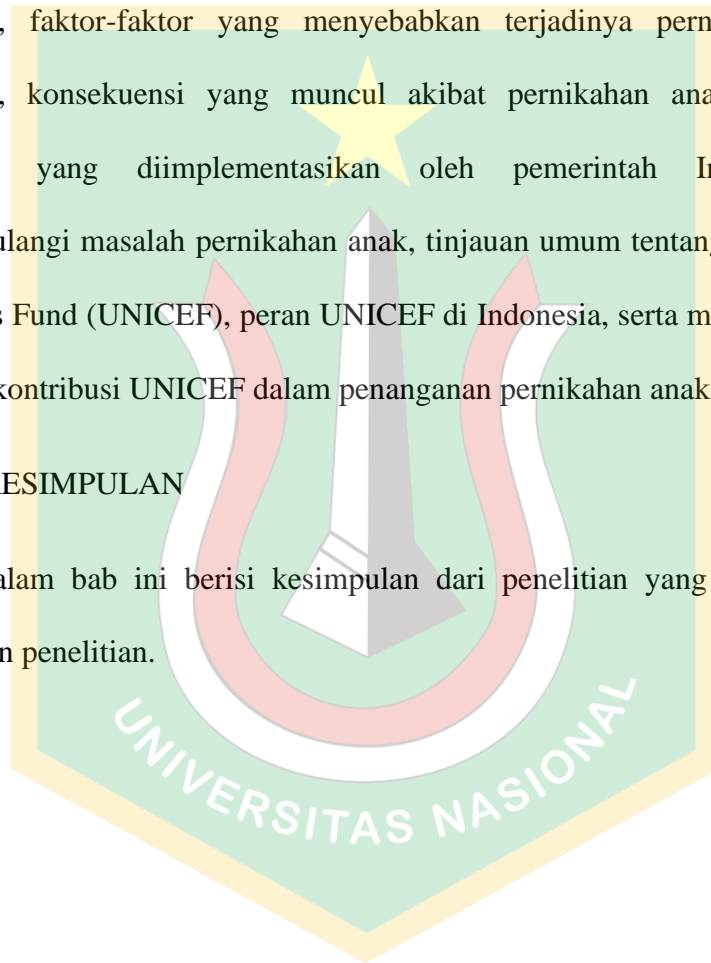 , faktor-faktor yang menyebabkan terjadinya pern
, konsekuensi yang muncul akibat pernikahan ana
yang diimplementasikan oleh pemerintah In
ulangi masalah pernikahan anak, tinjauan umum tentang
s Fund (UNICEF), peran UNICEF di Indonesia, serta m
kontribusi UNICEF dalam penanganan pernikahan anak
ESIMPULAN
alam bab ini berisi kesimpulan dari penelitian yang
n penelitian.
UNIVERSITAS NASIONAL